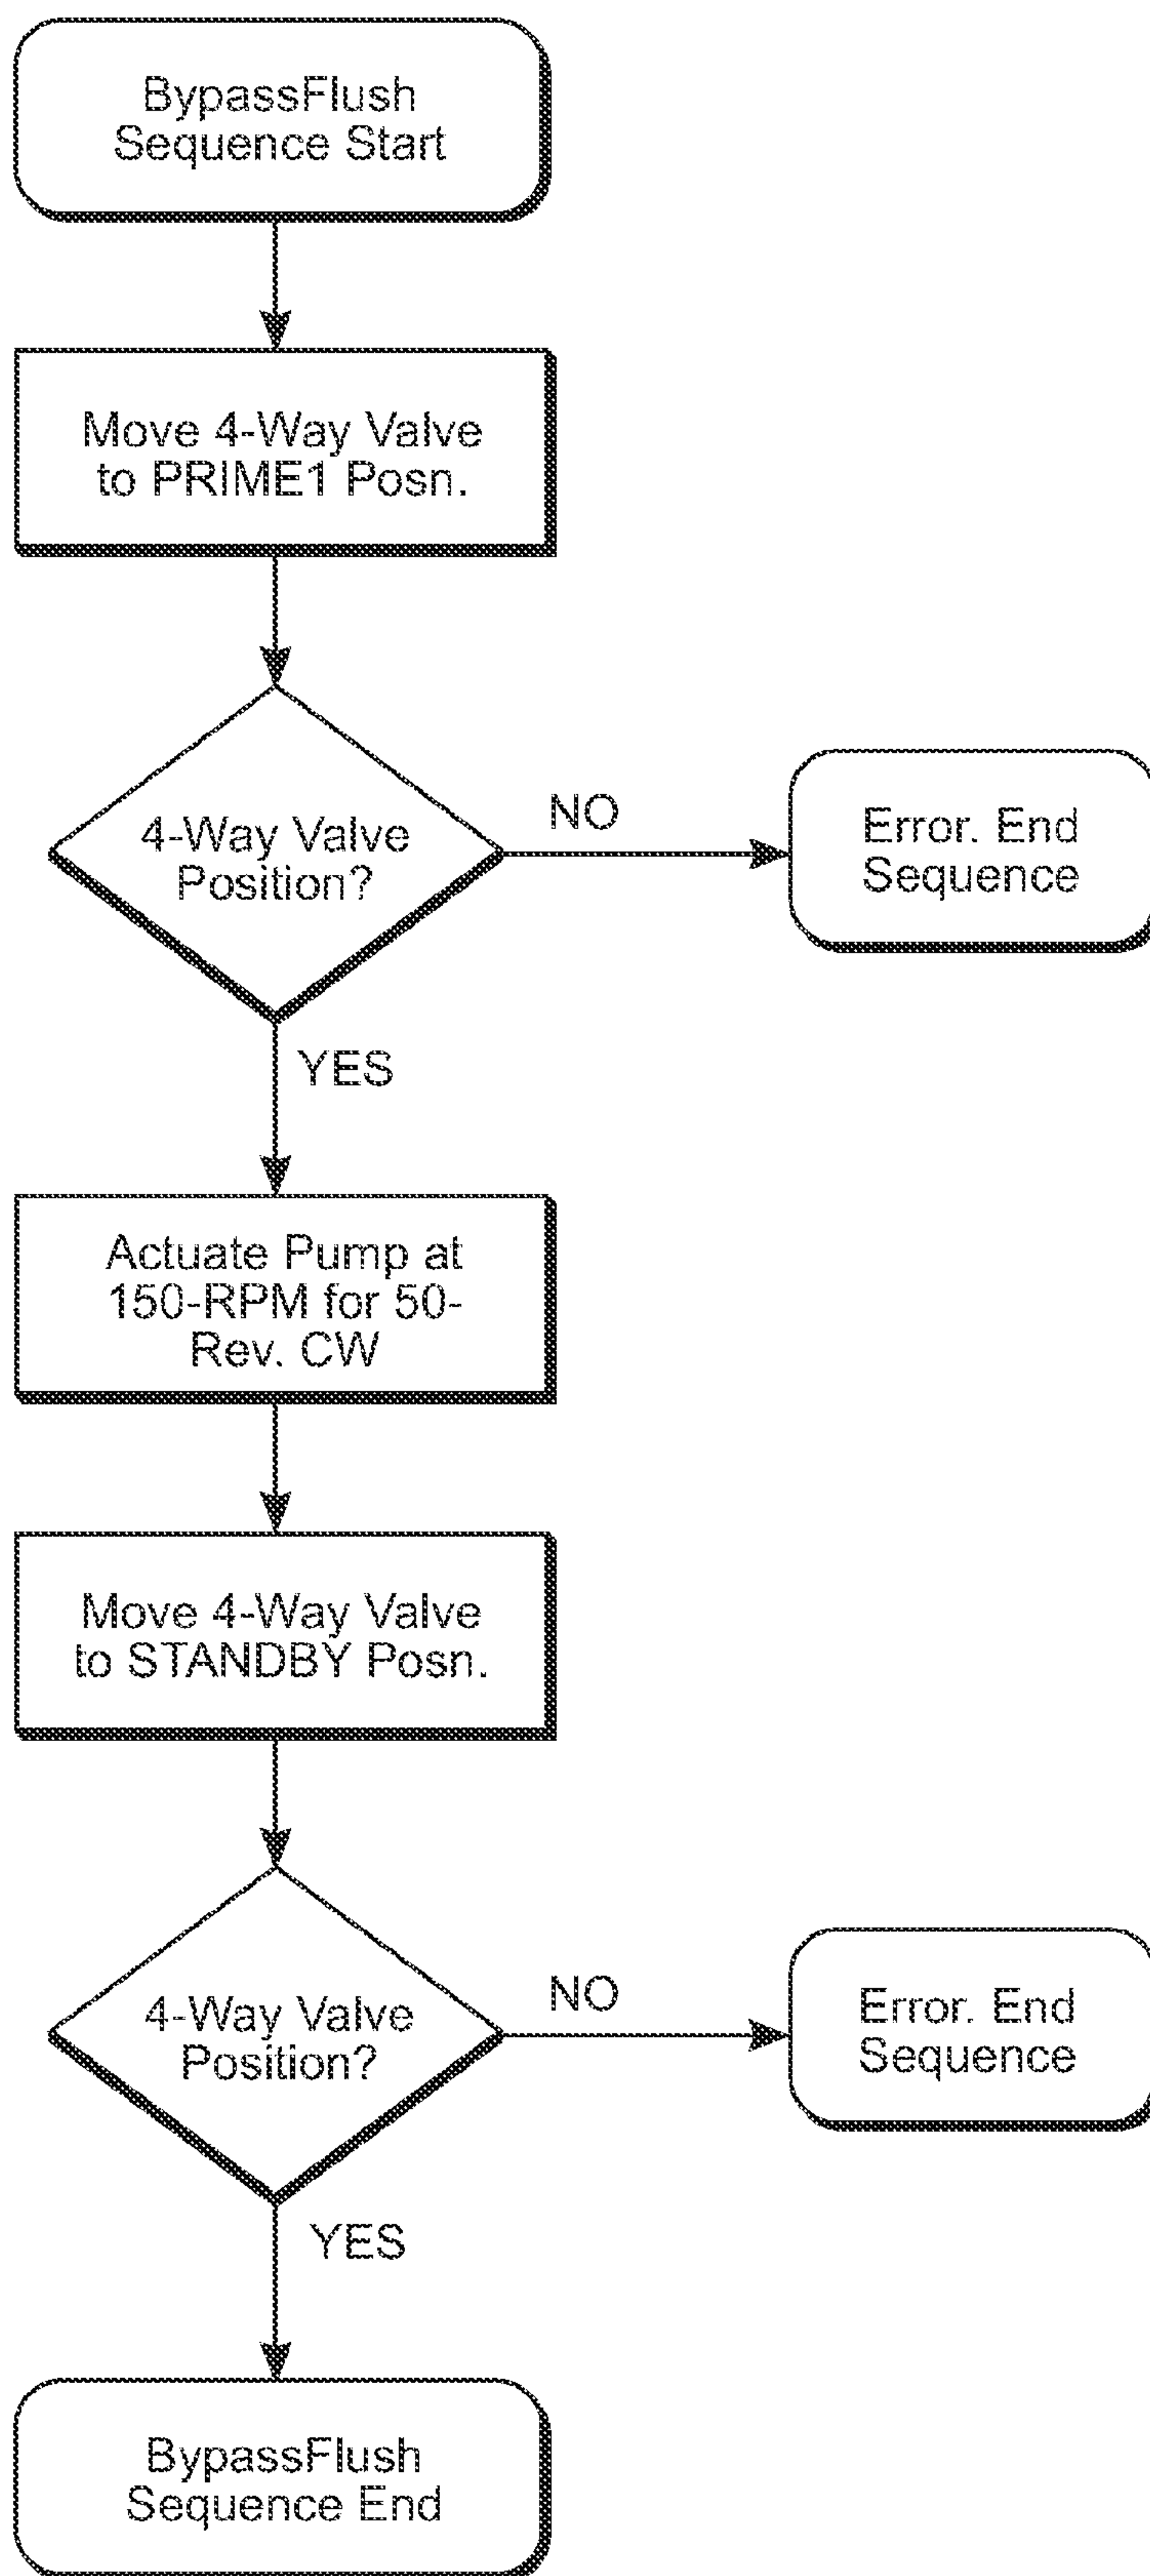 BypassFlush
Sequence Start
Move 4-Way Valve
to PRIME1 Posn.
4-Way Valve
Position?
NO
Error. End
Sequence
YES
Actuate Pump at
150-RPM for 50-
Rev. CW
Move 4-Way Valve
to STANDBY Posn.
4-Way Valve
Position?
NO
Error. End
Sequence
YES
BypassFlush
Sequence End